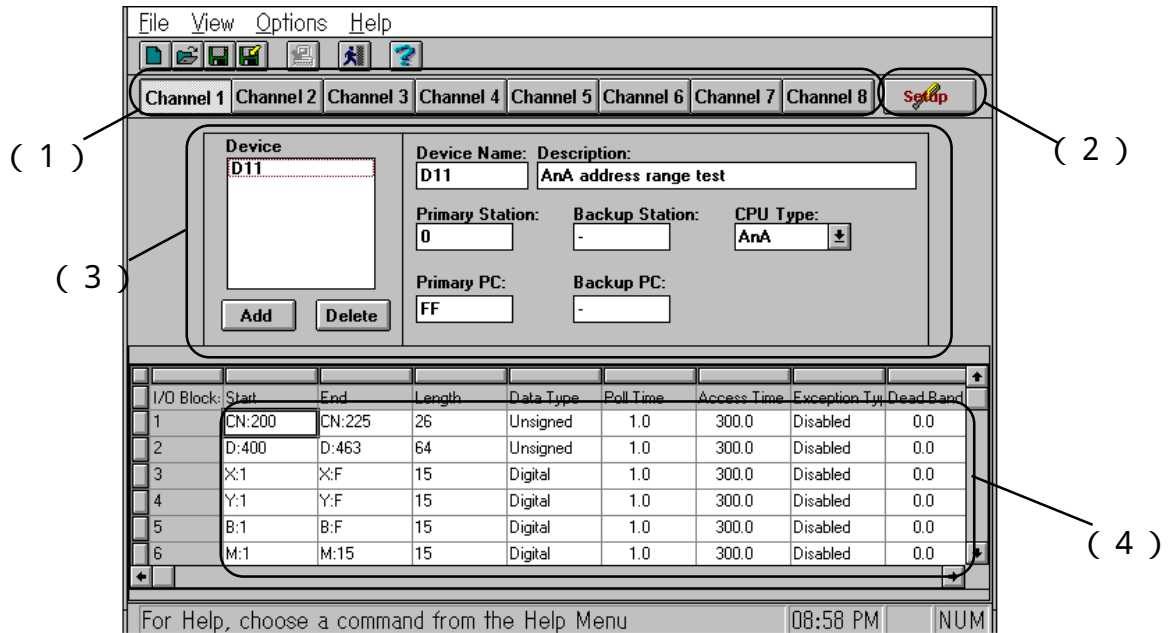 File View Options Help
Channel 1 Channel 2 Channel 3 Channel 4 Channel 5 Channel 6 Channel 7 Channel 8 Setup
( 1 )
( 2 )
Device
D11
Device Name: Description:
D11 AnA address range test
Primary Station: Backup Station: CPU Type:
0 - AnA
( 3 )
Primary PC: Backup PC:
FF -
Add Delete
I/O Block: Start End Length Data Type Poll Time Access Time Exception Typ Dead Band
1 CN:200 CN:225 26 Unsigned 1.0 300.0 Disabled 0.0
2 D:400 D:463 64 Unsigned 1.0 300.0 Disabled 0.0
3 X:1 X:F 15 Digital 1.0 300.0 Disabled 0.0
4 Y:1 Y:F 15 Digital 1.0 300.0 Disabled 0.0
5 B:1 B:F 15 Digital 1.0 300.0 Disabled 0.0
6 M:1 M:15 15 Digital 1.0 300.0 Disabled 0.0
( 4 )
For Help, choose a command from the Help Menu 08:58 PM NUM